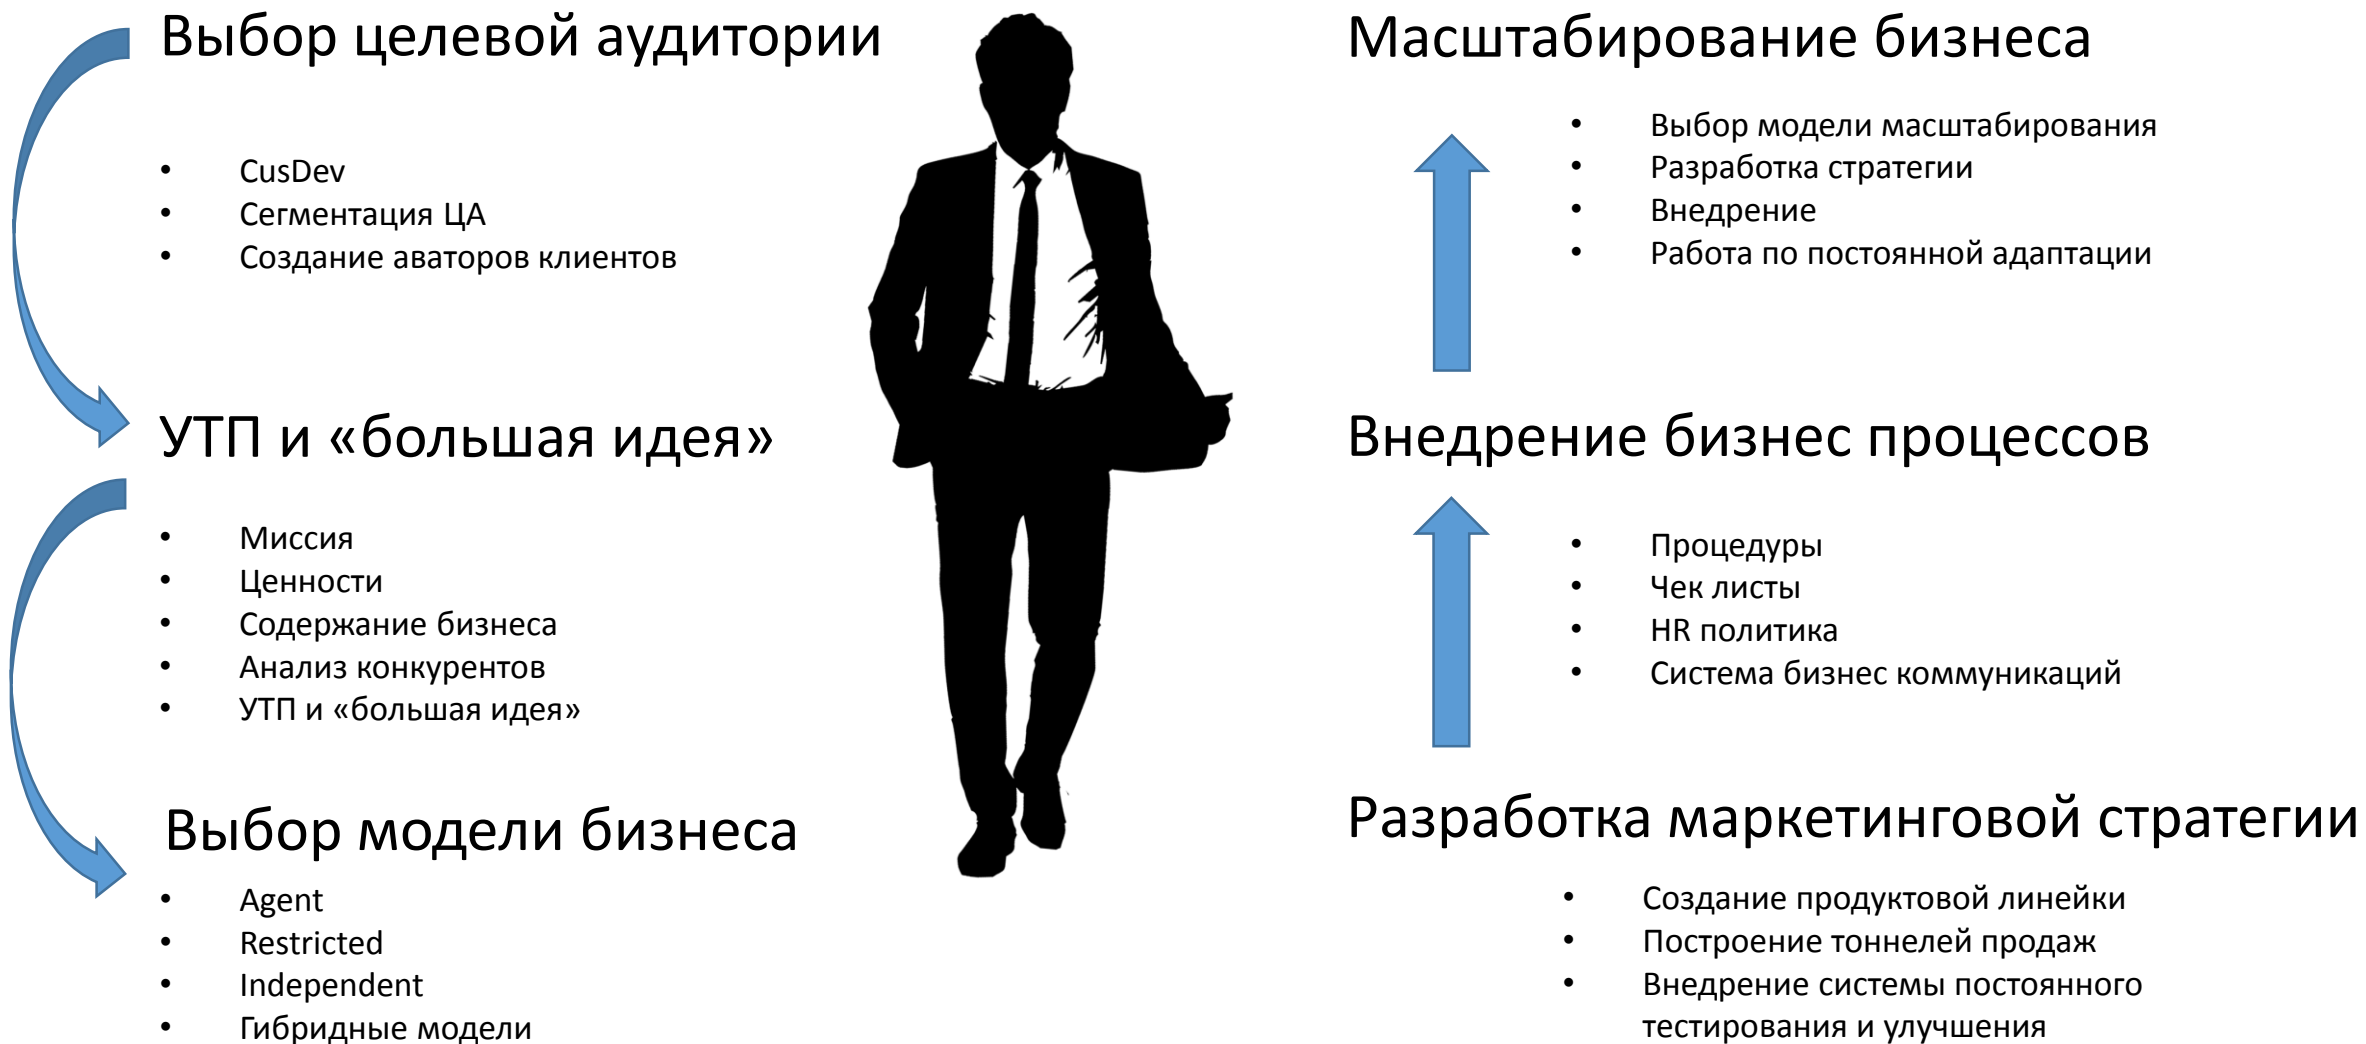 Выбор целевой аудитории
• CusDev
• Сегментация ЦА
• Создание аваторов клиентов
УТП и «большая идея»
• Миссия
• Ценности
• Содержание бизнеса
• Анализ конкурентов
• УТП и «большая идея»
Выбор модели бизнеса
• Agent
• Restricted
• Independent
• Гибридные модели
Масштабирование бизнеса
• Выбор модели масштабирования
• Разработка стратегии
• Внедрение
• Работа по постоянной адаптации
Внедрение бизнес процессов
• Процедуры
• Чек листы
• HR политика
• Система бизнес коммуникаций
Разработка маркетинговой стратегии
• Создание продуктовой линейки
• Построение тоннелей продаж
• Внедрение системы постоянного
тестирования и улучшения